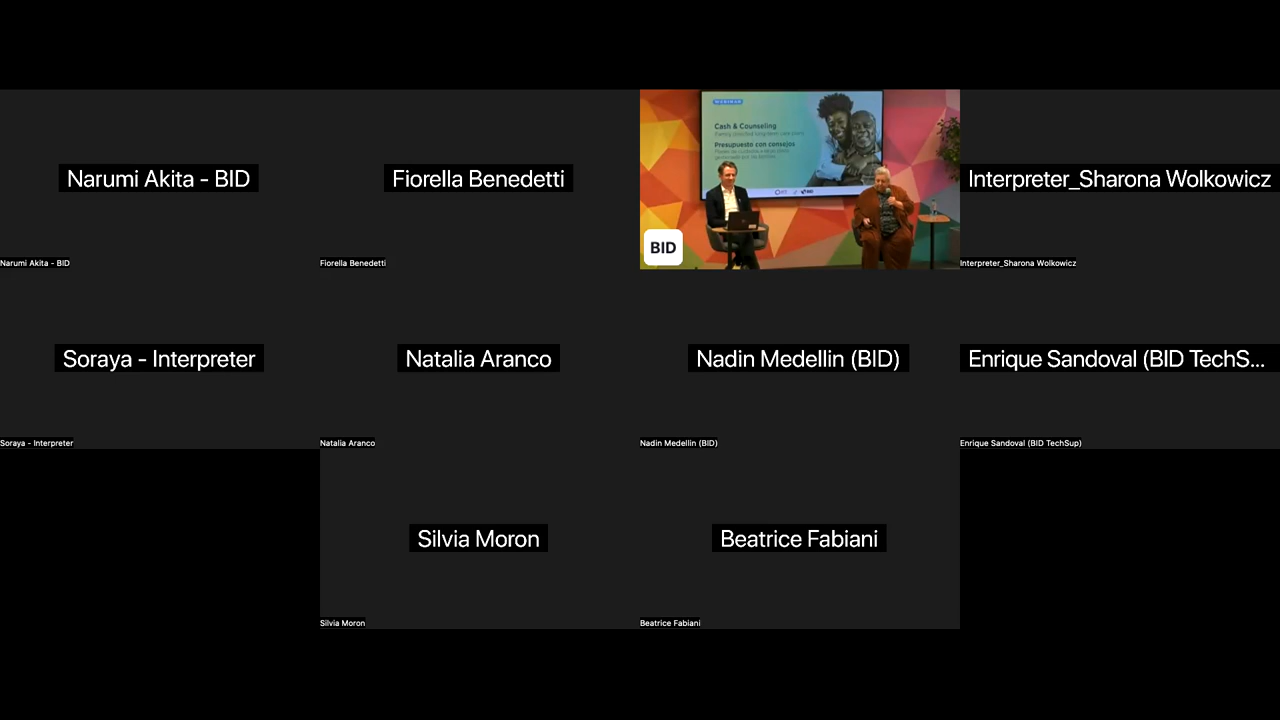 Narumi Akita - BID
Narumi Akita - BID
Fiorella Benedetti
Fiorella Benedetti
WEBINAR
Cash & Counseling
Presupuesto con consejos
BID
BID
Interpreter_Sharona Wolkowicz
Interpreter_Sharona Wolkowicz
Soraya - Interpreter
Soraya - Interpreter
Natalia Aranco
Natalia Aranco
Nadin Medellin (BID)
Nadin Medellin (BID)
Enrique Sandoval (BID TechS...
Enrique Sandoval (BID TechSup)
Silvia Moron
Silvia Moron
Beatrice Fabiani
Beatrice Fabiani